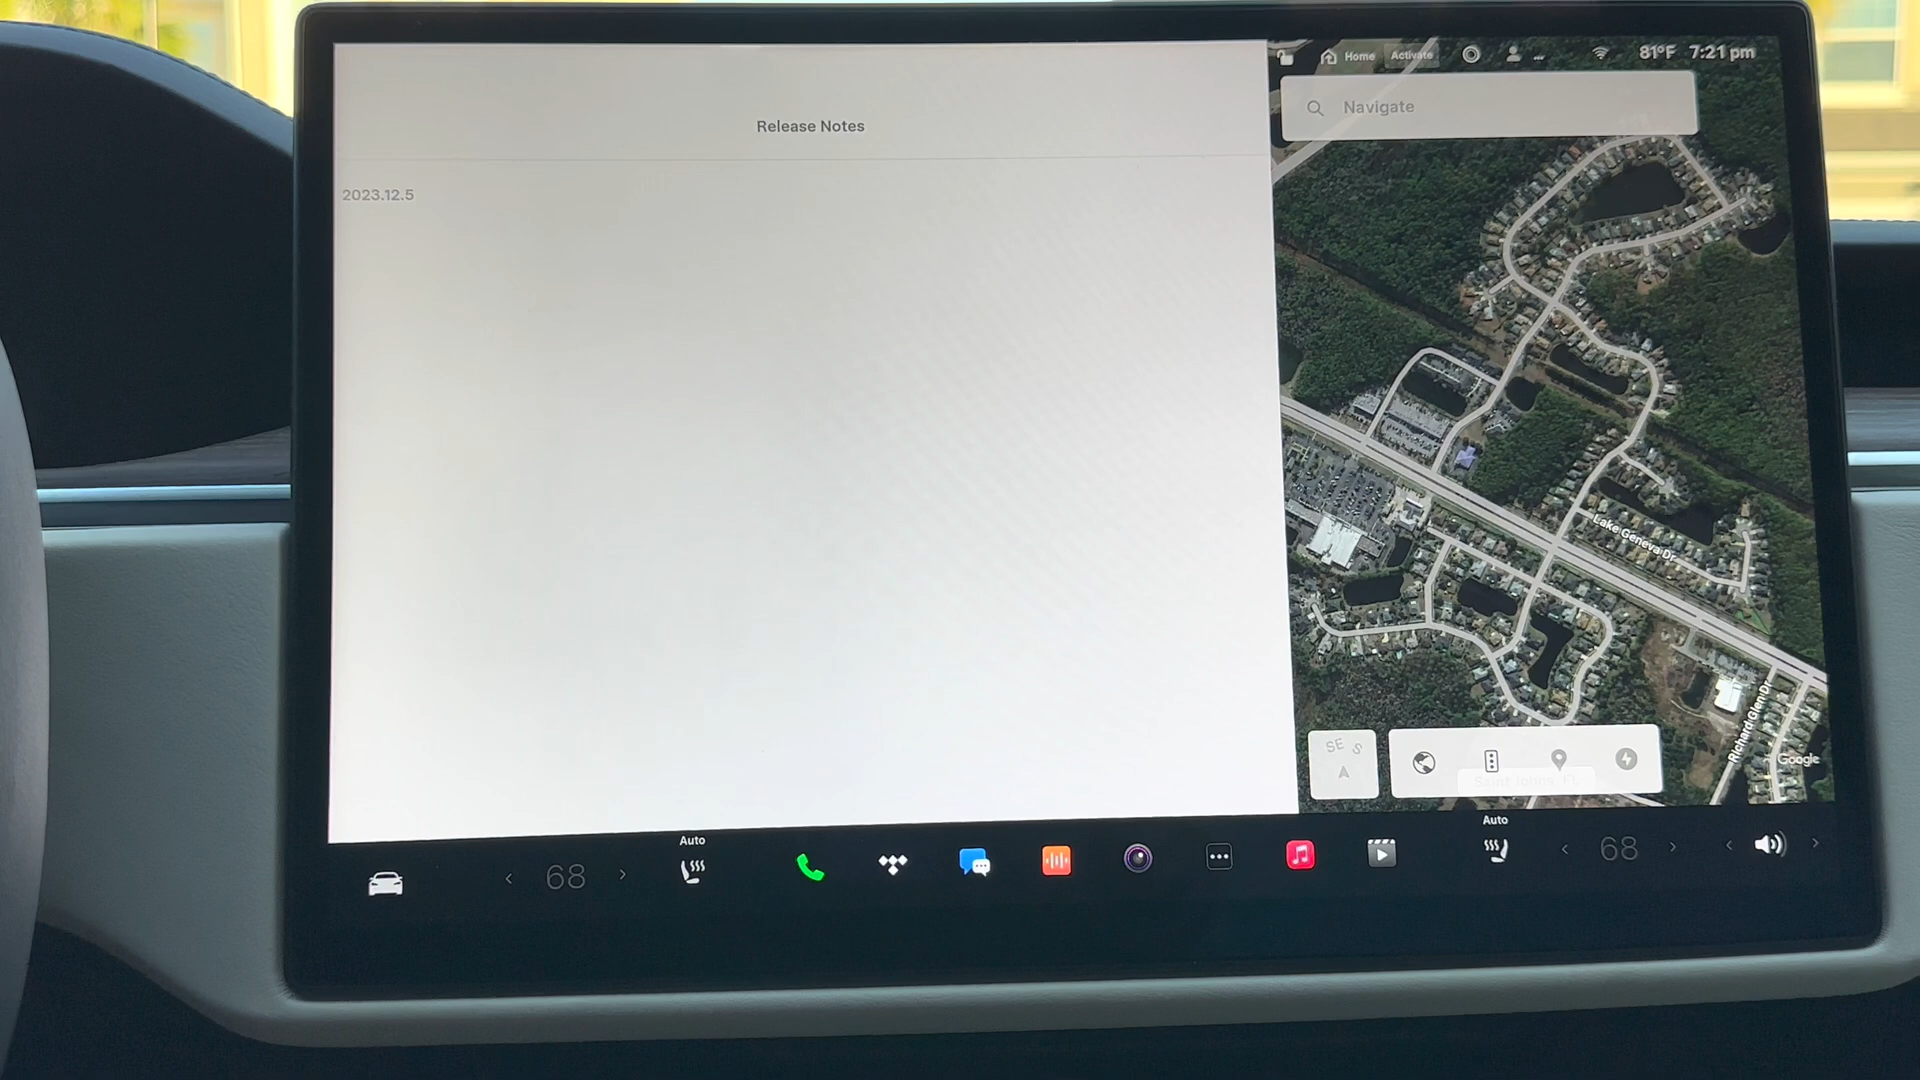 Home Activate ... 81°F 7:21 pm
Navigate
Release Notes
2023.12.5
Lake Geneva Dr
Richard Glen Dr
SE S
Google
Auto
68
Auto
68